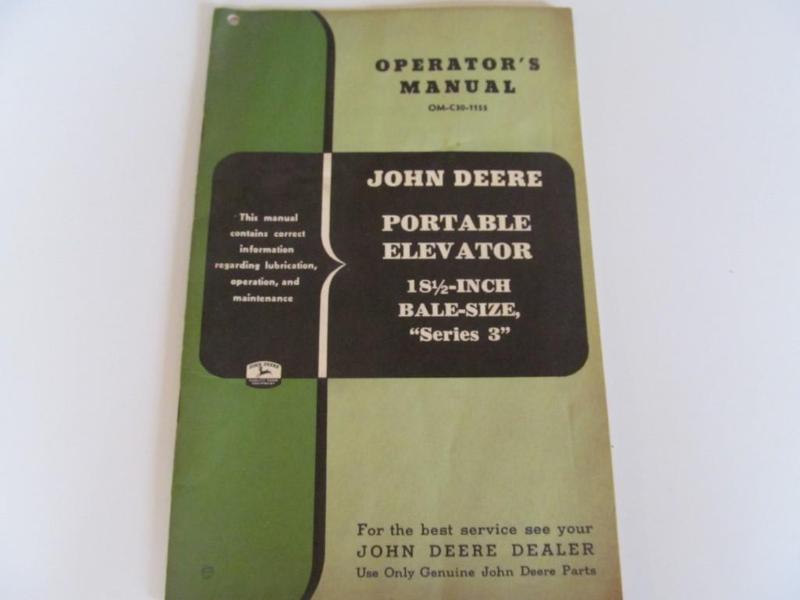 OPERATOR'S
MANUAL
OM-C30-1155
JOHN DEERE
PORTABLE
ELEVATOR
18½-INCH
BALE-SIZE,
"Series 3"
This manual
contains correct
information
regarding lubrication,
operation, and
maintenance
JOHN DEERE
For the best service see your
JOHN DEERE DEALER
Use Only Genuine John Deere Parts